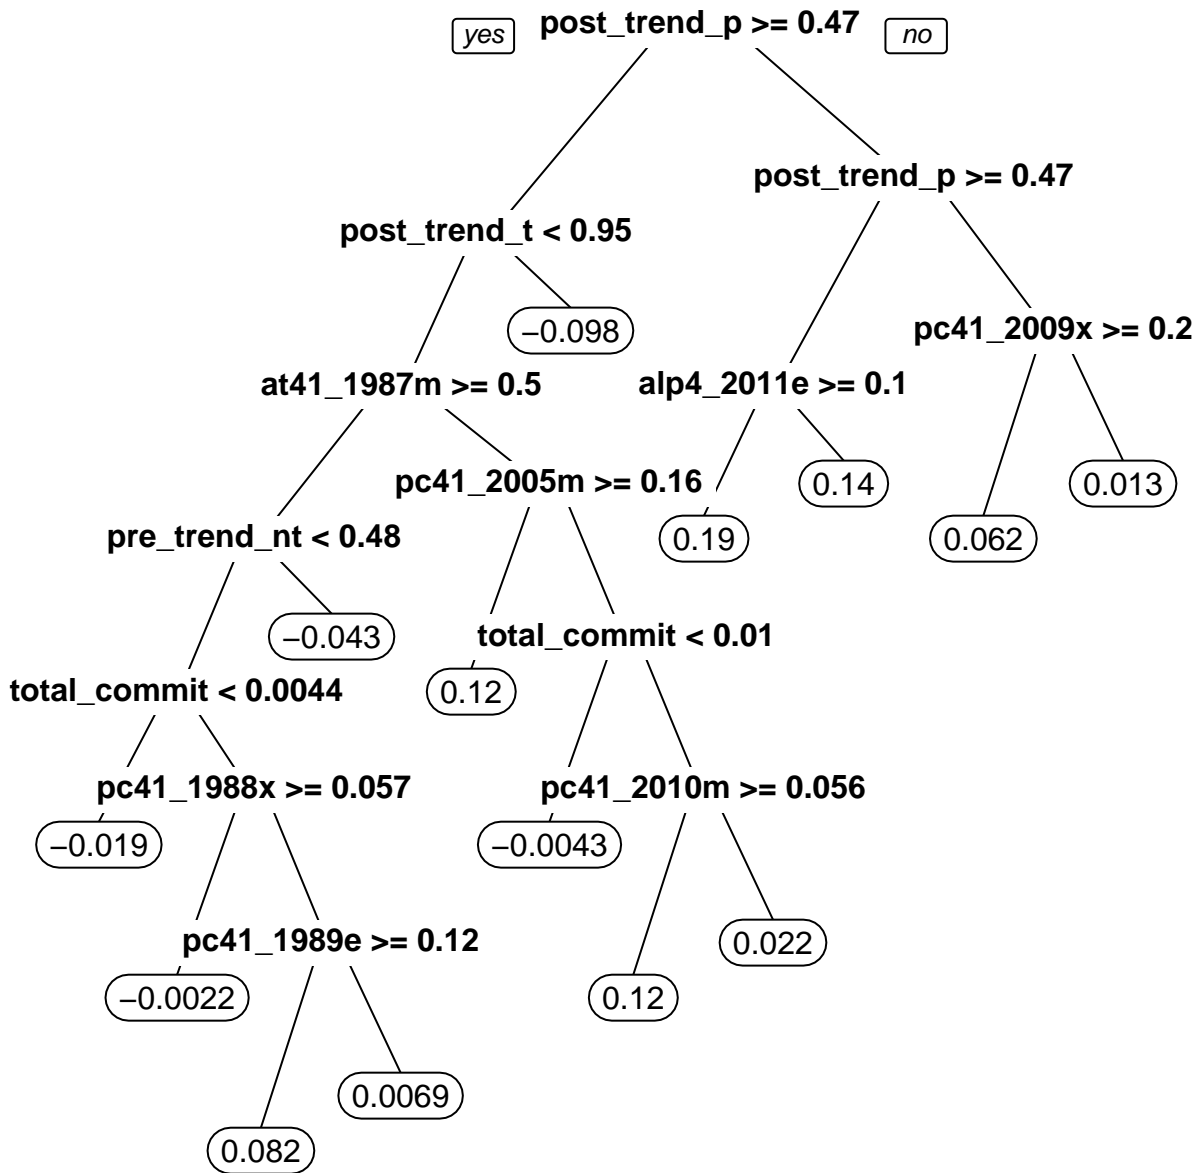 yes
post_trend_p >= 0.47
no
post_trend_p >= 0.47
post_trend_t < 0.95
−0.098
pc41_2009x >= 0.2
at41_1987m >= 0.5
alp4_2011e >= 0.1
pc41_2005m >= 0.16
0.14
0.013
pre_trend_nt < 0.48
0.19
0.062
−0.043
total_commit < 0.01
total_commit < 0.0044
0.12
pc41_1988x >= 0.057
pc41_2010m >= 0.056
−0.019
−0.0043
pc41_1989e >= 0.12
0.022
−0.0022
0.12
0.0069
0.082